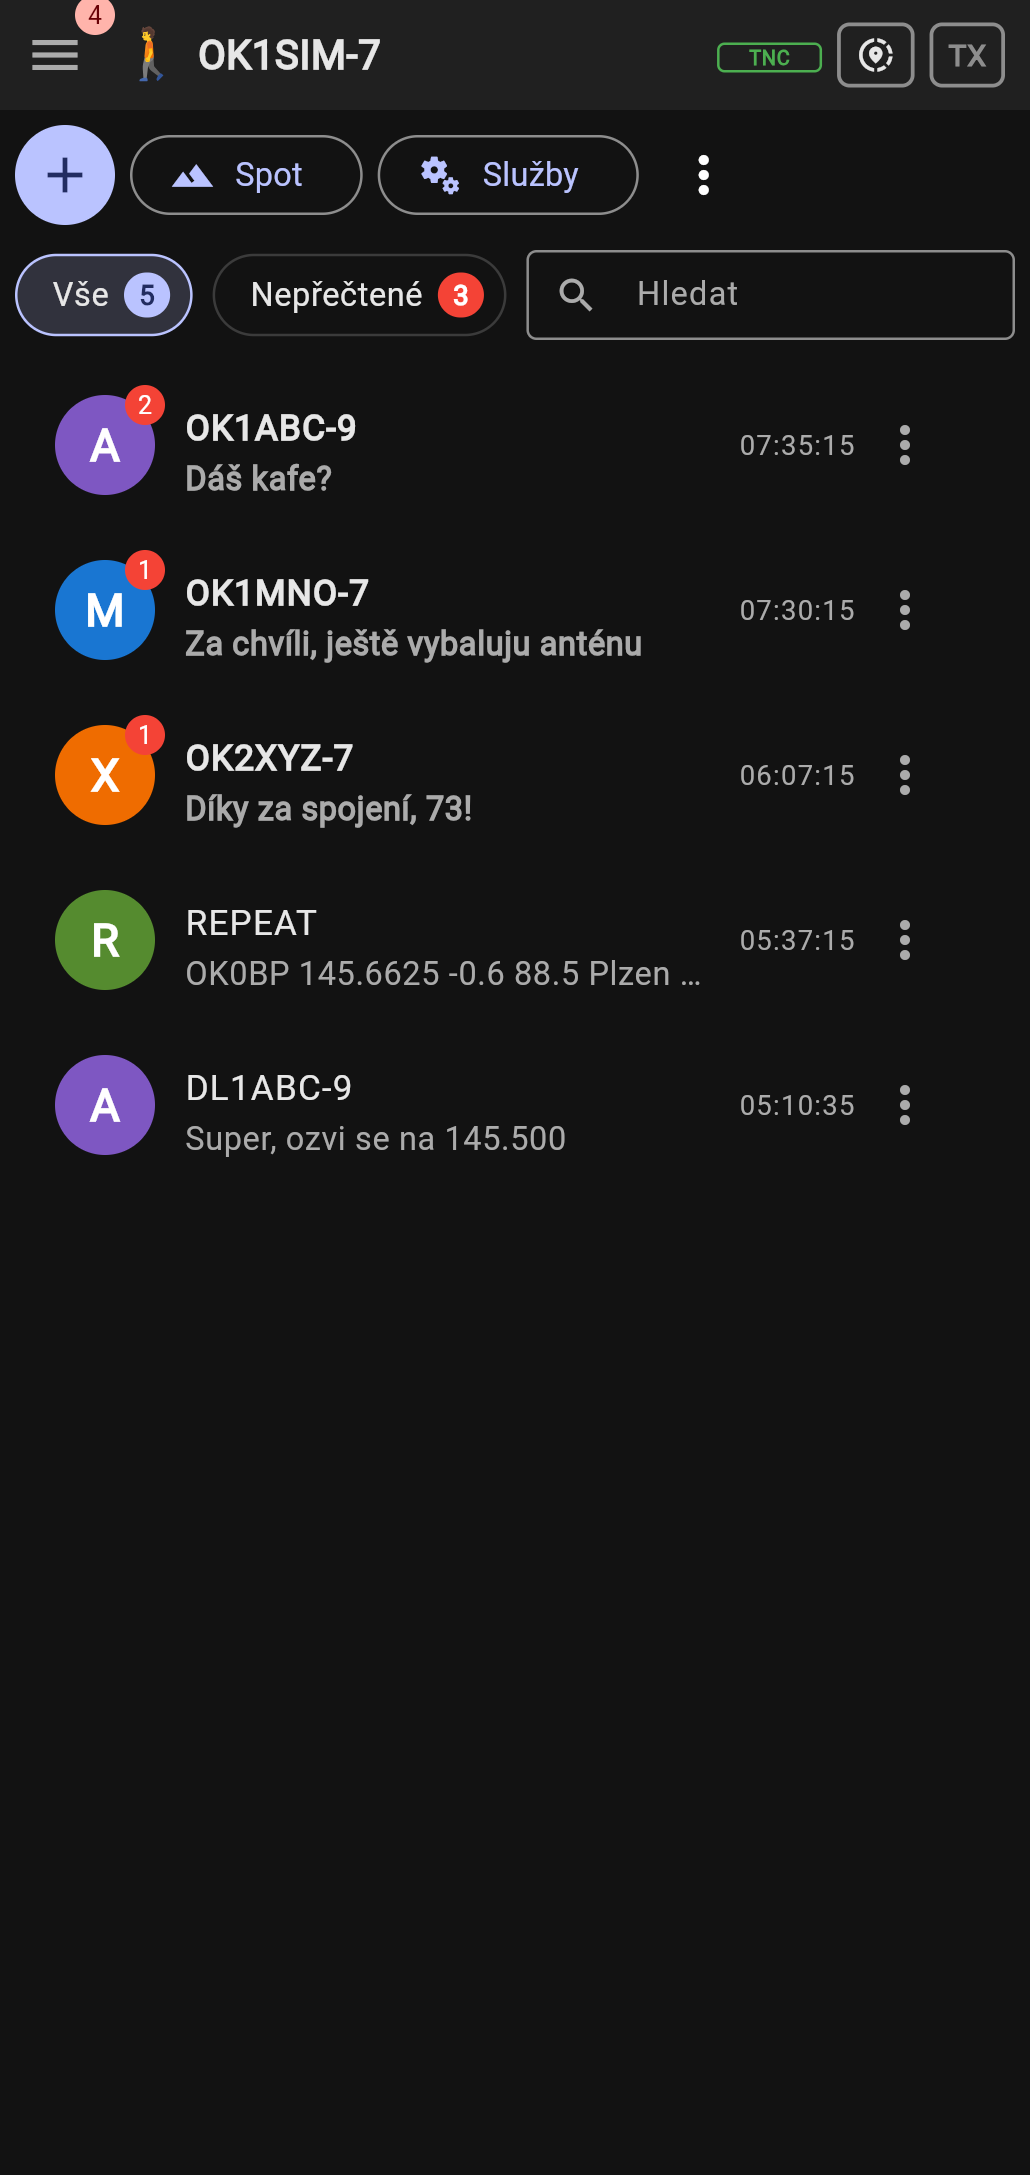 4
OK1SIM-7
TNC
TX
Spot
Služby
Vše 5
Nepřečtené 3
Hledat
A 2
OK1ABC-9
Dáš kafe?
07:35:15
M 1
OK1MNO-7
Za chvíli, ještě vybaluju anténu
07:30:15
X 1
OK2XYZ-7
Díky za spojení, 73!
06:07:15
R
REPEAT
OK0BP 145.6625 -0.6 88.5 Plzen ...
05:37:15
A
DL1ABC-9
Super, ozvi se na 145.500
05:10:35